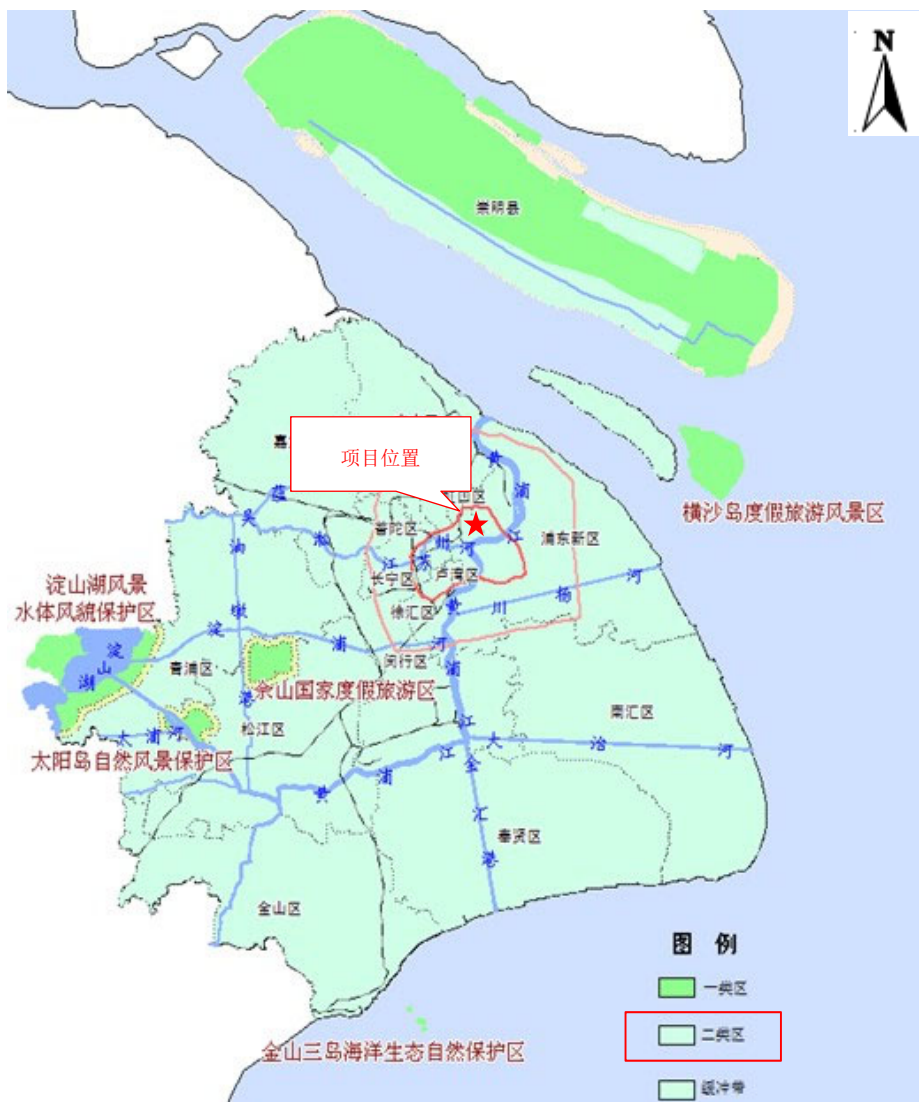 N
崇明县
项目位置
黄
浦
江
虹口区
蕴
吴
淞
江
普陀区
苏
州
河
浦东新区
横沙岛度假旅游风景区
长宁区
卢湾区
徐汇区
黄
浦
江
川
杨
河
淀山湖风景
水体风貌保护区
淀
山
湖
油
墩
港
淀
浦
河
青浦区
闵行区
佘山国家度假旅游区
松江区
南汇区
太浦河
太阳岛自然风景保护区
大
治
河
黄
浦
江
金
汇
港
奉贤区
金山区
金山三岛海洋生态自然保护区
图 例
一类区
二类区
缓冲带